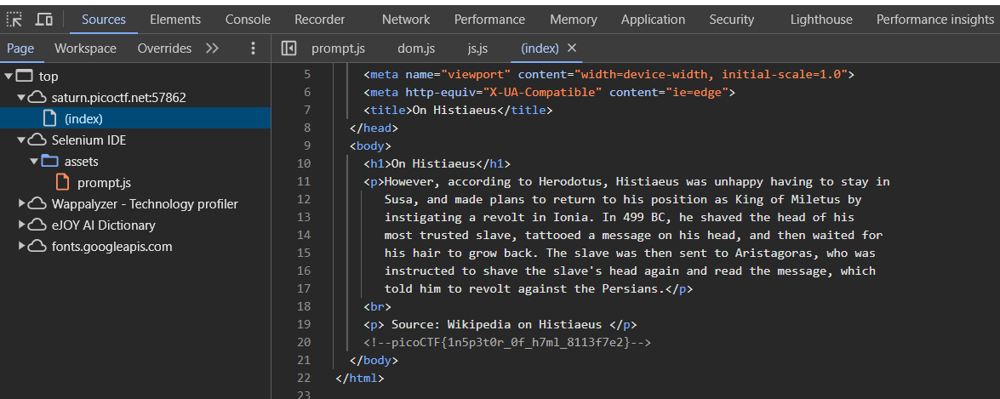 Sources Elements Console Recorder Network Performance Memory Application Security Lighthouse Performance insights
Page Workspace Overrides
top
saturn.picoctf.net:57862
(index)
Selenium IDE
assets
prompt.js
Wappalyzer - Technology profiler
eJOY AI Dictionary
fonts.googleapis.com
prompt.js dom.js js.js (index)
5 <meta name="viewport" content="width=device-width, initial-scale=1.0">
6 <meta http-equiv="X-UA-Compatible" content="ie=edge">
7 <title>On Histiaeus</title>
8 </head>
9 <body>
10 <h1>On Histiaeus</h1>
11 <p>However, according to Herodotus, Histiaeus was unhappy having to stay in
12 Susa, and made plans to return to his position as King of Miletus by
13 instigating a revolt in Ionia. In 499 BC, he shaved the head of his
14 most trusted slave, tattooed a message on his head, and then waited for
15 his hair to grow back. The slave was then sent to Aristagoras, who was
16 instructed to shave the slave's head again and read the message, which
17 told him to revolt against the Persians.</p>
18 <br>
19 <p> Source: Wikipedia on Histiaeus </p>
20 <!--picoCTF{1n5p3t0r_0f_h7ml_8113f7e2}-->
21 </body>
22 </html>
23